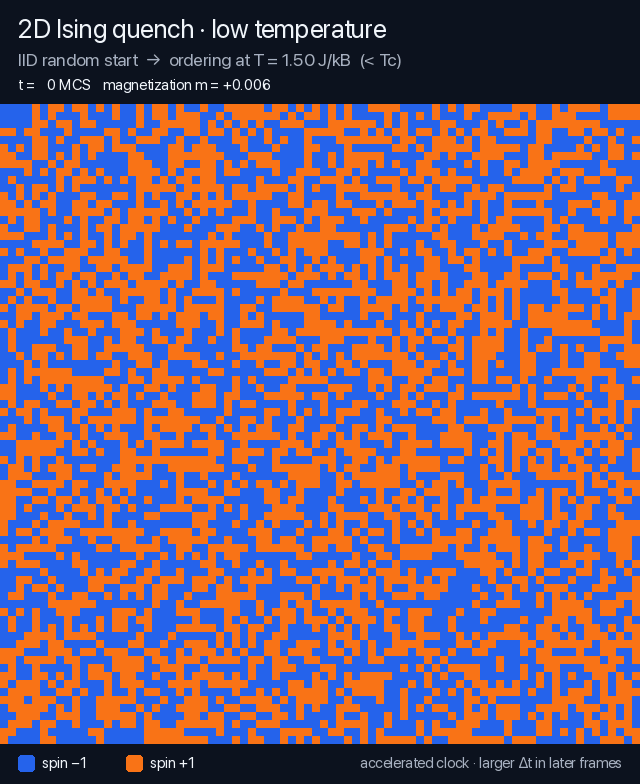 2D Ising quench · low temperature
IID random start → ordering at T = 1.50 J/kB (< Tc)
t = 0 MCS magnetization m = +0.006
spin −1 spin +1 accelerated clock · larger Δt in later frames